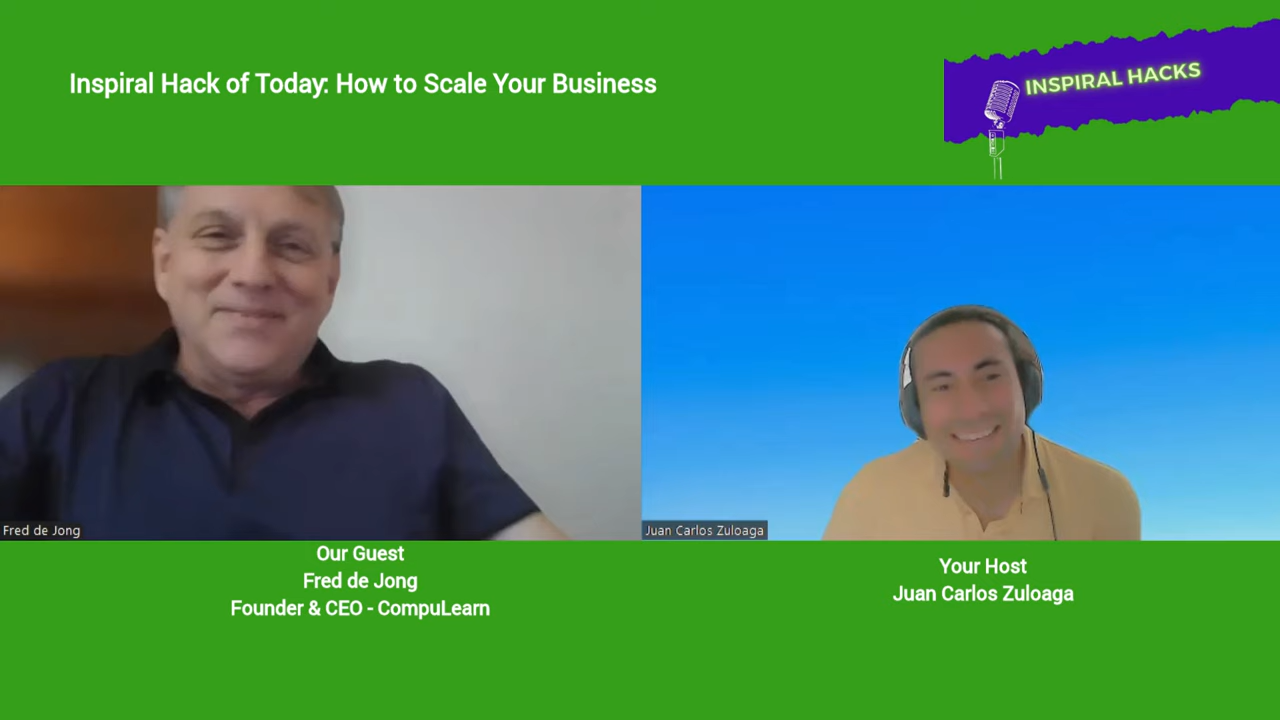 Inspiral Hack of Today: How to Scale Your Business
INSPIRAL HACKS
Fred de Jong
Juan Carlos Zuloaga
Our Guest
Fred de Jong
Founder & CEO - CompuLearn
Your Host
Juan Carlos Zuloaga